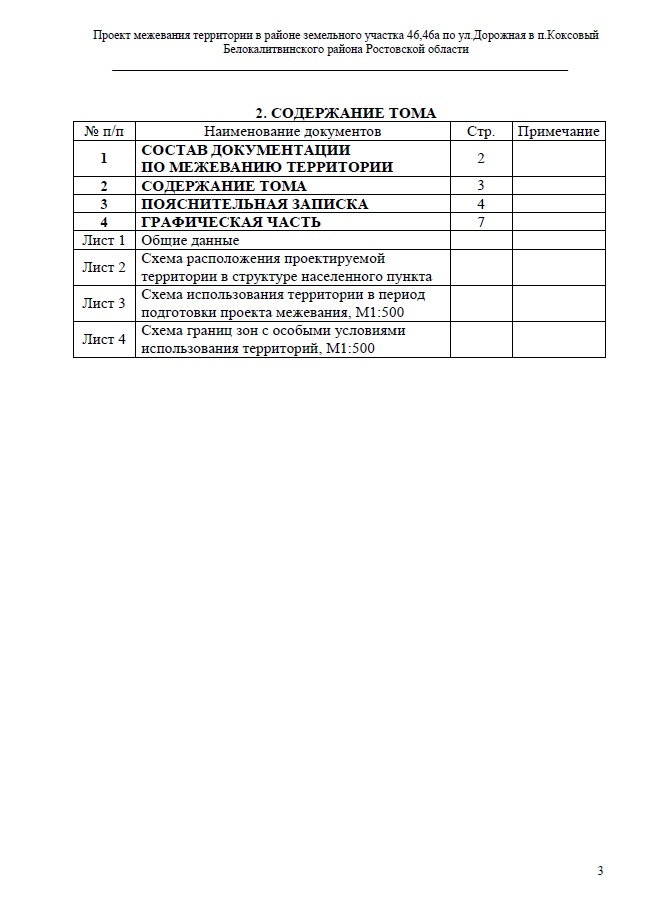 Проект межевания территории в районе земельного участка 46,46а по ул.Дорожная в п.Коксовый
Белокалитвинского района Ростовской области
2. СОДЕРЖАНИЕ ТОМА
№ п/п Наименование документов Стр. Примечание
1 СОСТАВ ДОКУМЕНТАЦИИ
ПО МЕЖЕВАНИЮ ТЕРРИТОРИИ 2
2 СОДЕРЖАНИЕ ТОМА 3
3 ПОЯСНИТЕЛЬНАЯ ЗАПИСКА 4
4 ГРАФИЧЕСКАЯ ЧАСТЬ 7
Лист 1 Общие данные
Лист 2 Схема расположения проектируемой
территории в структуре населенного пункта
Лист 3 Схема использования территории в период
подготовки проекта межевания, М1:500
Лист 4 Схема границ зон с особыми условиями
использования территорий, М1:500
3